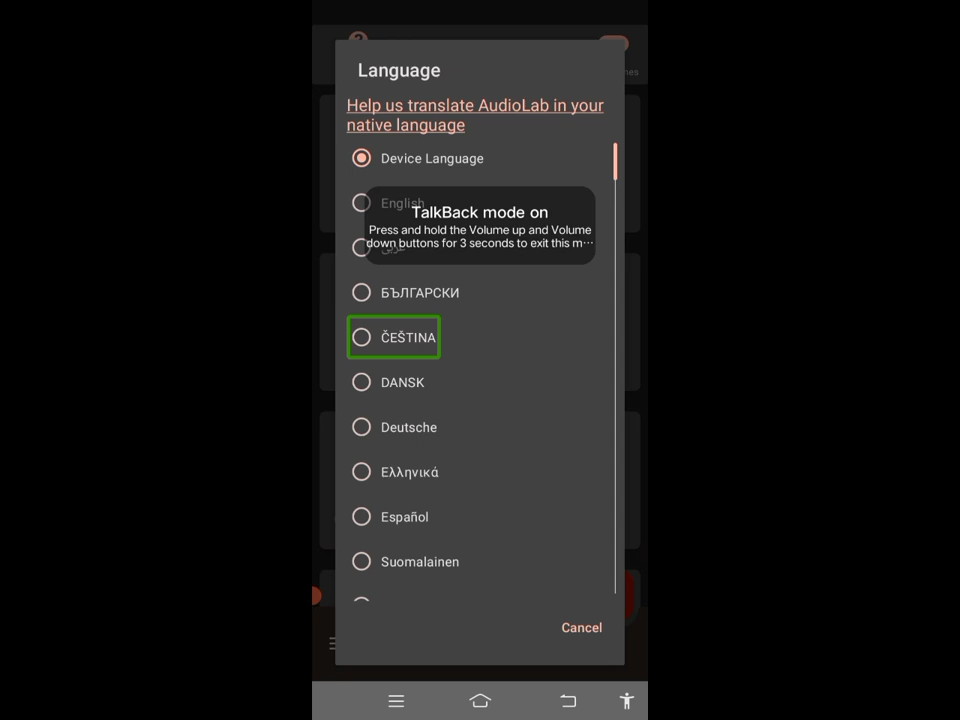 Language
Help us translate AudioLab in your
native language
Device Language
English
TalkBack mode on
Press and hold the Volume up and Volume
down buttons for 3 seconds to exit this m…
عربى
БЪЛГАРСКИ
ČEŠTINA
DANSK
Deutsche
Ελληνικά
Español
Suomalainen
Cancel